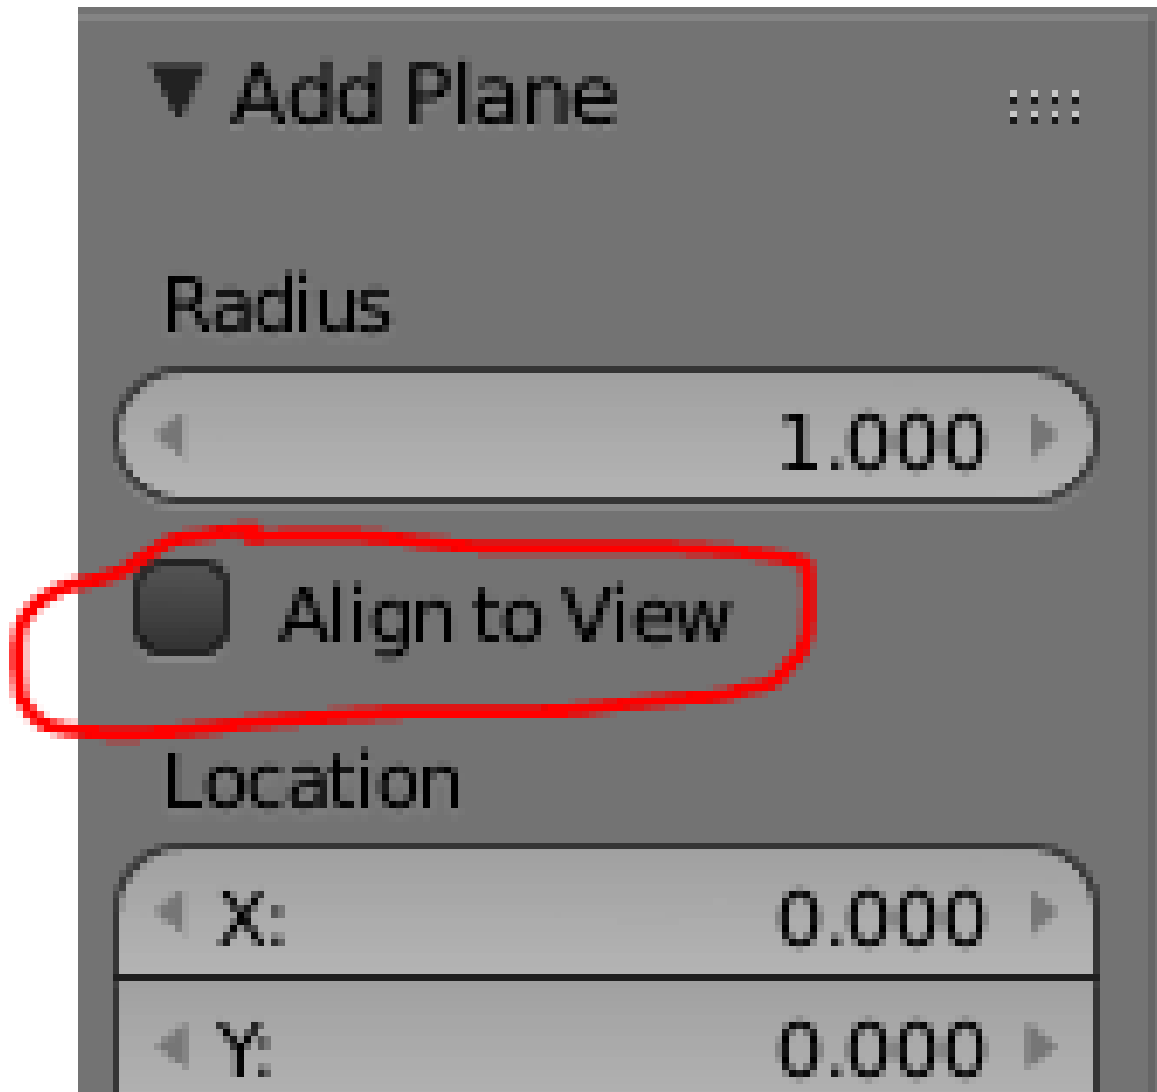 Add Plane
Radius
1.000
Align to View
Location
X: 0.000
Y: 0.000